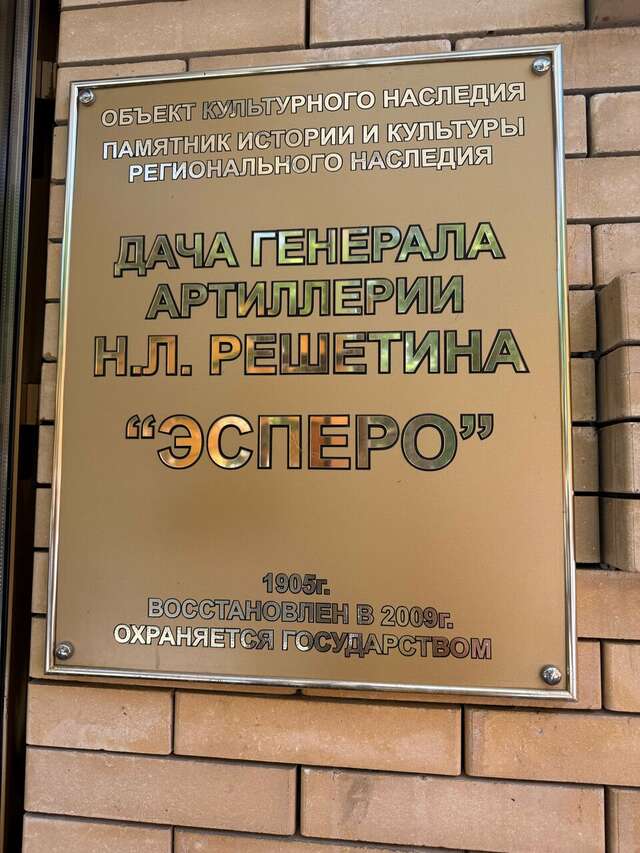 ОБЪЕКТ КУЛЬТУРНОГО НАСЛЕДИЯ
ПАМЯТНИК ИСТОРИИ И КУЛЬТУРЫ
РЕГИОНАЛЬНОГО НАСЛЕДИЯ
ДАЧА ГЕНЕРАЛА
АРТИЛЛЕРИИ
Н.Л. РЕШЕТИНА
“ЭСПЕРО”
1905г.
ВОССТАНОВЛЕН В 2009г.
ОХРАНЯЕТСЯ ГОСУДАРСТВОМ